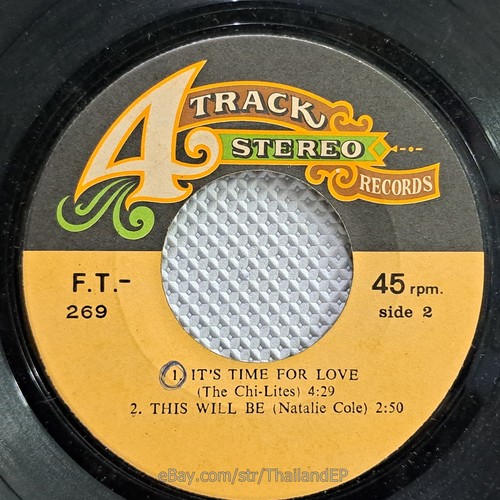 4 TRACK
STEREO
RECORDS
F.T.-
269
45 rpm.
side 2
1. IT'S TIME FOR LOVE
(The Chi-Lites) 4:29
2. THIS WILL BE (Natalie Cole) 2:50
eBay.com/str/ThailandEP